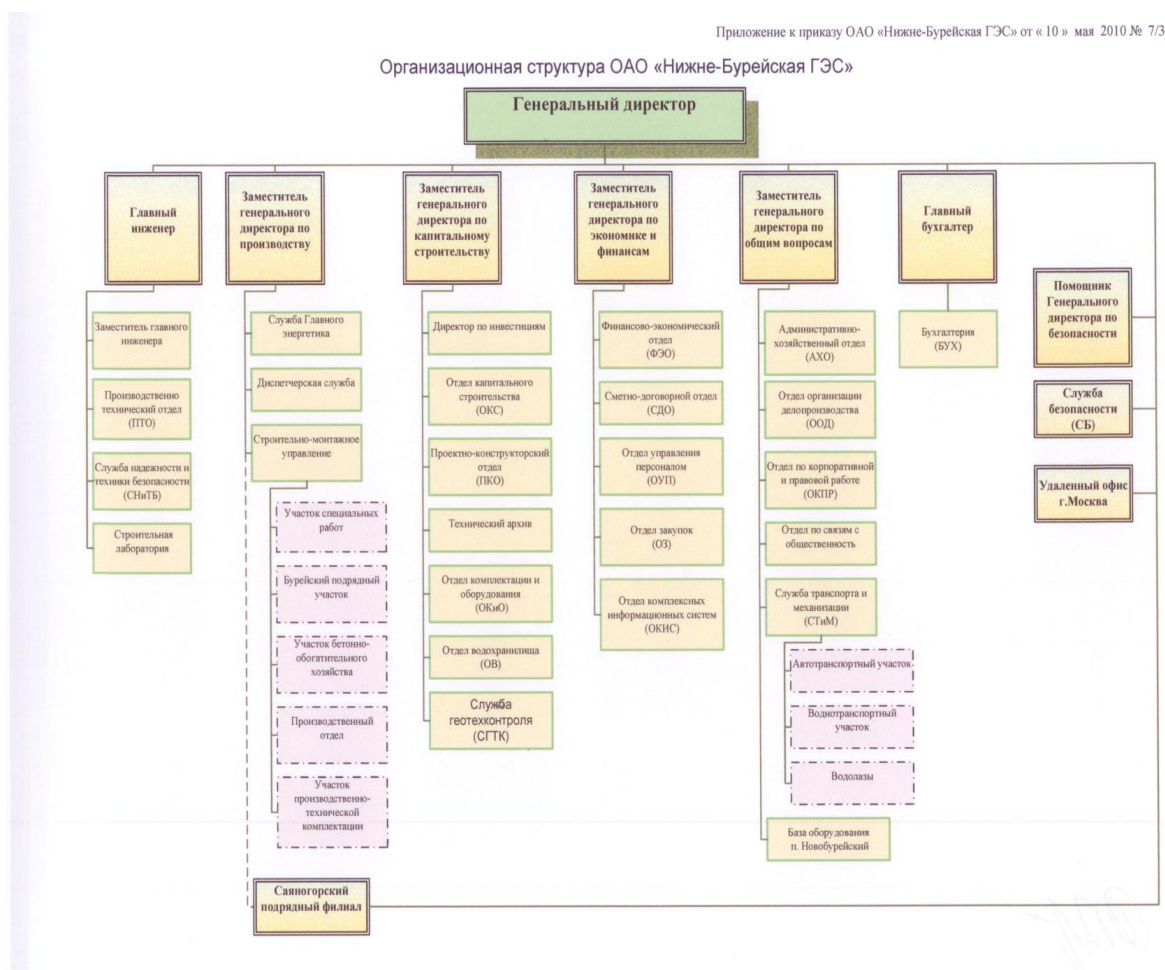 Приложение к приказу ОАО «Нижне-Бурейская ГЭС» от « 10 » мая 2010 № 7/3
Организационная структура ОАО «Нижне-Бурейская ГЭС»
Генеральный директор
Главный
инженер
Заместитель
генерального
директора по
производству
Заместитель
генерального
директора по
капитальному
строительству
Заместитель
генерального
директора по
экономике и
финансам
Заместитель
генерального
директора по
общим вопросам
Главный
бухгалтер
Помощник
Генерального
директора по
безопасности
Служба
безопасности
(СБ)
Удаленный офис
г.Москва
Заместитель главного
инженера
Производственно
технический отдел
(ПТО)
Служба надежности и
техники безопасности
(СНиТБ)
Строительная
лаборатория
Служба Главного
энергетика
Диспетчерская служба
Строительно-монтажное
управление
Участок специальных
работ
Бурейский подрядный
участок
Участок бетонно-
обогатительного
хозяйства
Производственный
отдел
Участок
производственно-
технической
комплектации
Директор по инвестициям
Отдел капитального
строительства
(ОКС)
Проектно-конструкторский
отдел
(ПКО)
Технический архив
Отдел комплектации и
оборудования
(ОКиО)
Отдел водохранилища
(ОВ)
Служба
геотехконтроля
(СГТК)
Финансово-экономический
отдел
(ФЭО)
Сметно-договорной отдел
(СДО)
Отдел управления
персоналом
(ОУП)
Отдел закупок
(ОЗ)
Отдел комплексных
информационных систем
(ОКИС)
Административно-
хозяйственный отдел
(АХО)
Отдел организации
делопроизводства
(ООД)
Отдел по корпоративной
и правовой работе
(ОКПР)
Отдел по связям с
общественность
Служба транспорта и
механизации
(СТиМ)
Автотранспортный участок
Воднотранспортный
участок
Водолазы
База оборудования
п. Новобурейский
Бухгалтерия
(БУХ)
Саяногорский
подрядный филиал